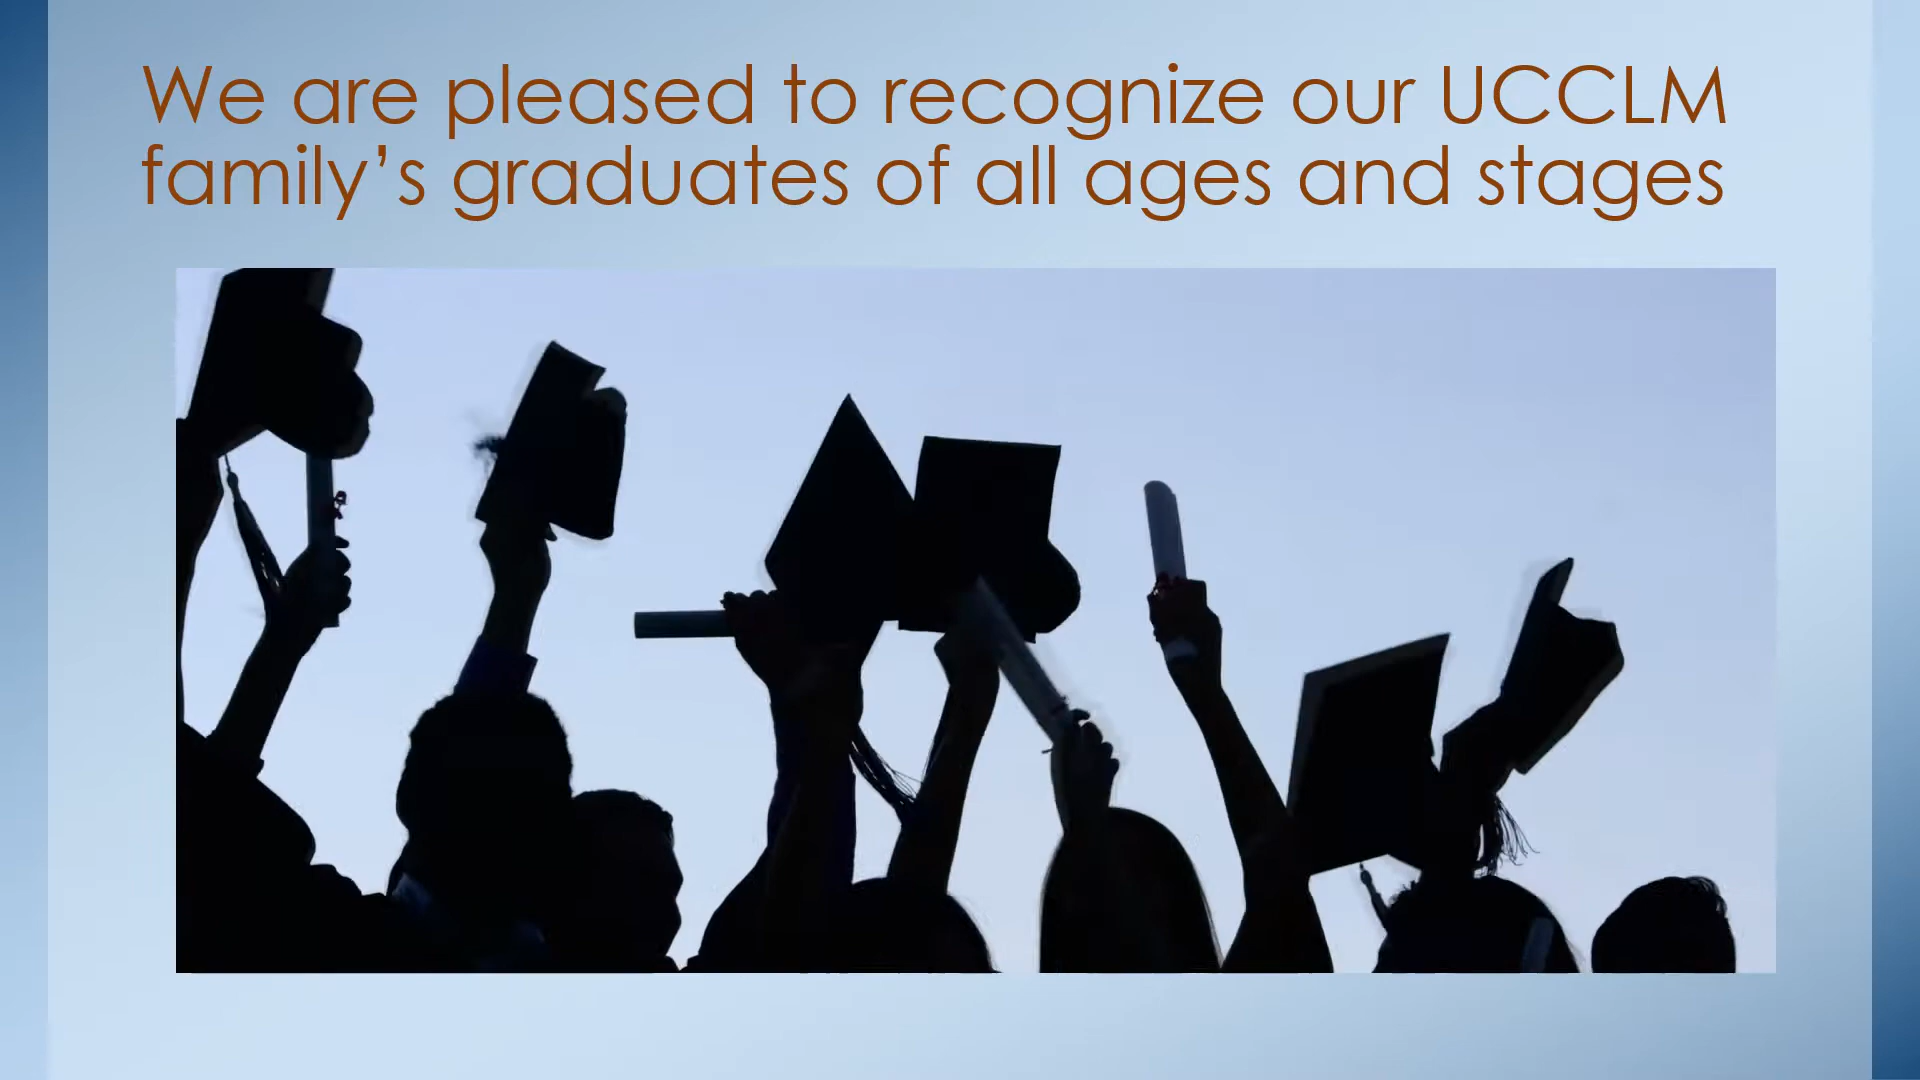 We are pleased to recognize our UCCLM
family’s graduates of all ages and stages